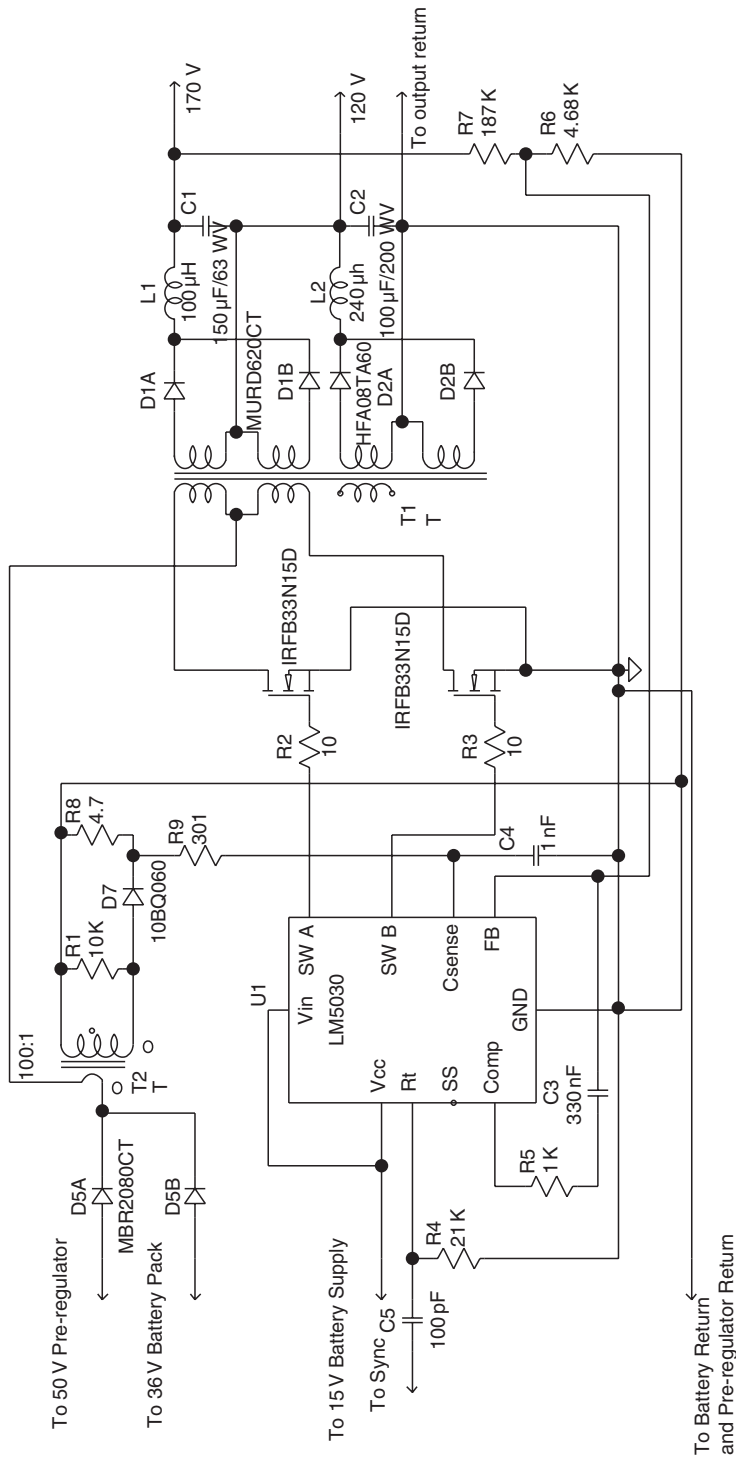 To 50 V Pre-regulator
D5A
MBR2080CT
To 36 V Battery Pack
D5B
100:1
T2
T
R1
10K
D7
10BQ060
R8
4.7
R9
301
To 15 V Battery Supply
To Sync
C5
100 pF
R4
21 K
R5
1 K
C3
330 nF
U1
Vin
LM5030
Vcc
Rt
SS
Comp
GND
SW A
SW B
Csense
FB
C4
1 nF
R2
10
IRFB33N15D
R3
10
IRFB33N15D
T1
T
D1A
MURD620CT
D1B
HFA08TA60
D2A
D2B
L1
100 µH
C1
150 µF/63 WV
L2
240 µh
C2
100 µF/200 WV
170 V
120 V
To output return
R7
187 K
R6
4.68 K
To Battery Return
and Pre-regulator Return